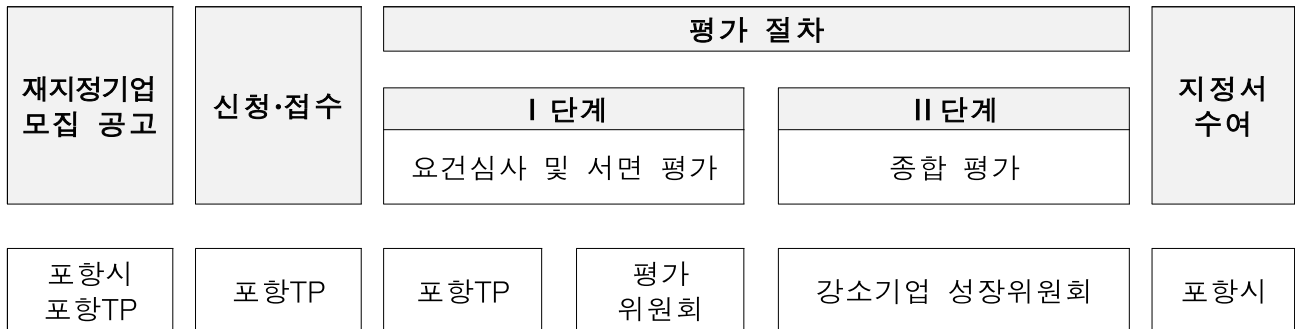 재지정기업
모집 공고
신청·접수
평가 절차
Ⅰ단계
요건심사 및 서면 평가
Ⅱ단계
종합 평가
지정서
수여
포항시
포항TP
포항TP
포항TP
평가
위원회
강소기업 성장위원회
포항시